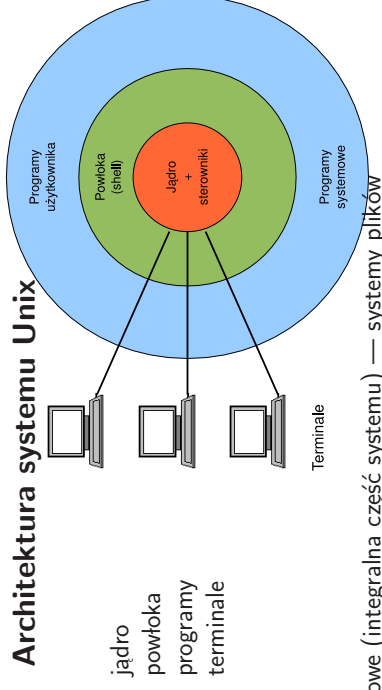 Architektura systemu Unix
jądro
powłoka
programy
terminale
Programy
użytkownika
Powłoka
(shell)
Jądro
+
sterowniki
Programy
systemowe
Terminale
(integralna część systemu) — systemy plików